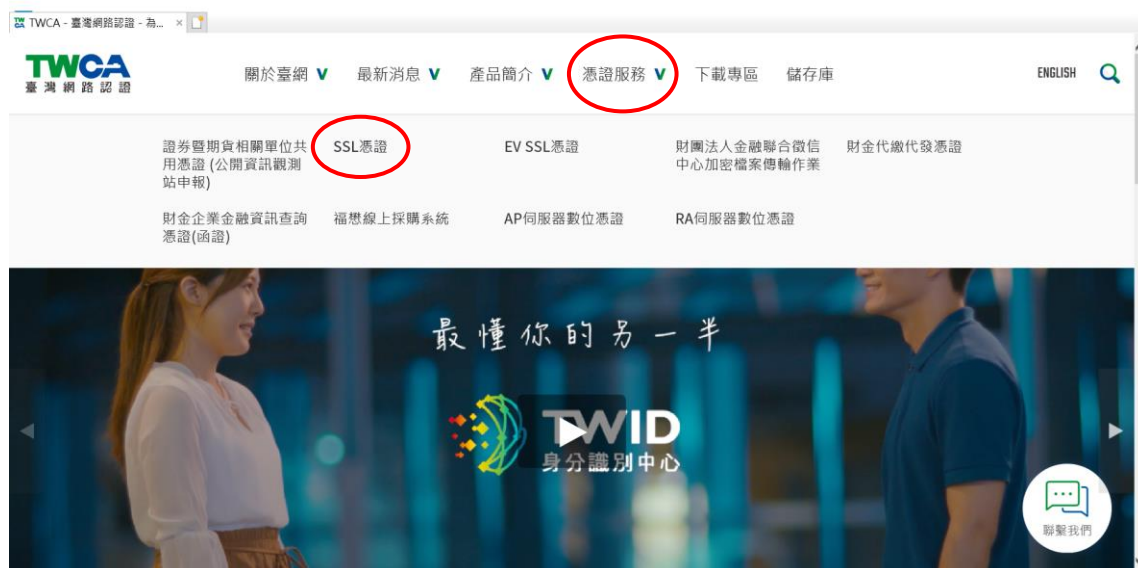 TWCA - 臺灣網路認證 - 為...
TWCA
臺灣網路認證
關於臺網 最新消息 產品簡介 憑證服務 下載專區 儲存庫 ENGLISH
證券暨期貨相關單位共
用憑證 (公開資訊觀測
站申報)
SSL憑證
EV SSL憑證
財團法人金融聯合徵信
中心加密檔案傳輸作業
財金代繳代發憑證
財金企業金融資訊查詢
憑證(函證)
福懋線上採購系統
AP伺服器數位憑證
RA伺服器數位憑證
最懂你的另一半
TWID
身分識別中心
聯繫我們